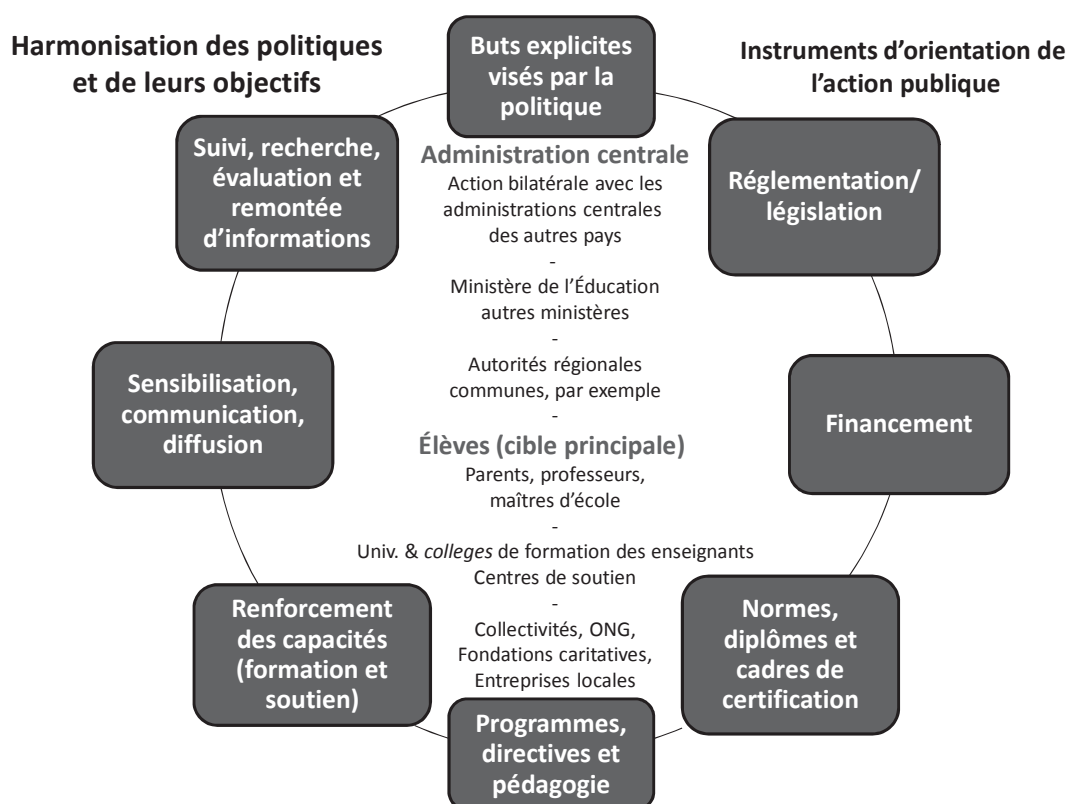 Harmonisation des politiques
et de leurs objectifs
Instruments d’orientation de
l’action publique
Buts explicites
visés par la
politique
Réglementation/
législation
Financement
Normes,
diplômes et
cadres de
certification
Programmes,
directives et
pédagogie
Renforcement
des capacités
(formation et
soutien)
Sensibilisation,
communication,
diffusion
Suivi, recherche,
évaluation et
remontée
d’informations
Administration centrale
Action bilatérale avec les
administrations centrales
des autres pays
-
Ministère de l’Éducation
autres ministères
-
Autorités régionales
communes, par exemple
-
Élèves (cible principale)
Parents, professeurs,
maîtres d’école
-
Univ. & colleges de formation des enseignants
Centres de soutien
-
Collectivités, ONG,
Fondations caritatives,
Entreprises locales